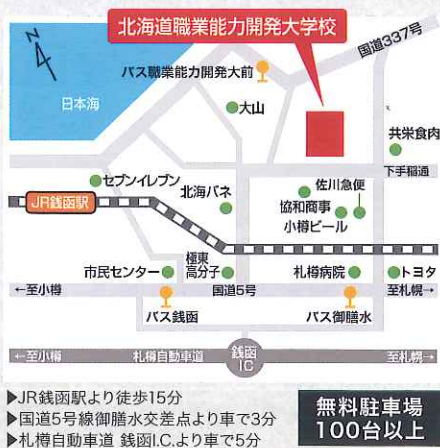 北海道職業能力開発大学校
国道337号
N
バス職業能力開発大前
日本海
大山
共栄食肉
下手稲通
セブンイレブン
北海バネ
佐川急便
協和商事
小樽ビール
JR銭函駅
市民センター
極東
高分子
札樽病院
トヨタ
←至小樽
国道5号
至札幌→
バス銭函
バス御膳水
←至小樽
札樽自動車道
銭函
IC
至札幌→
▶JR銭函駅より徒歩15分
▶国道5号線御膳水交差点より車で3分
▶札樽自動車道 銭函I.C.より車で5分
無料駐車場
100台以上